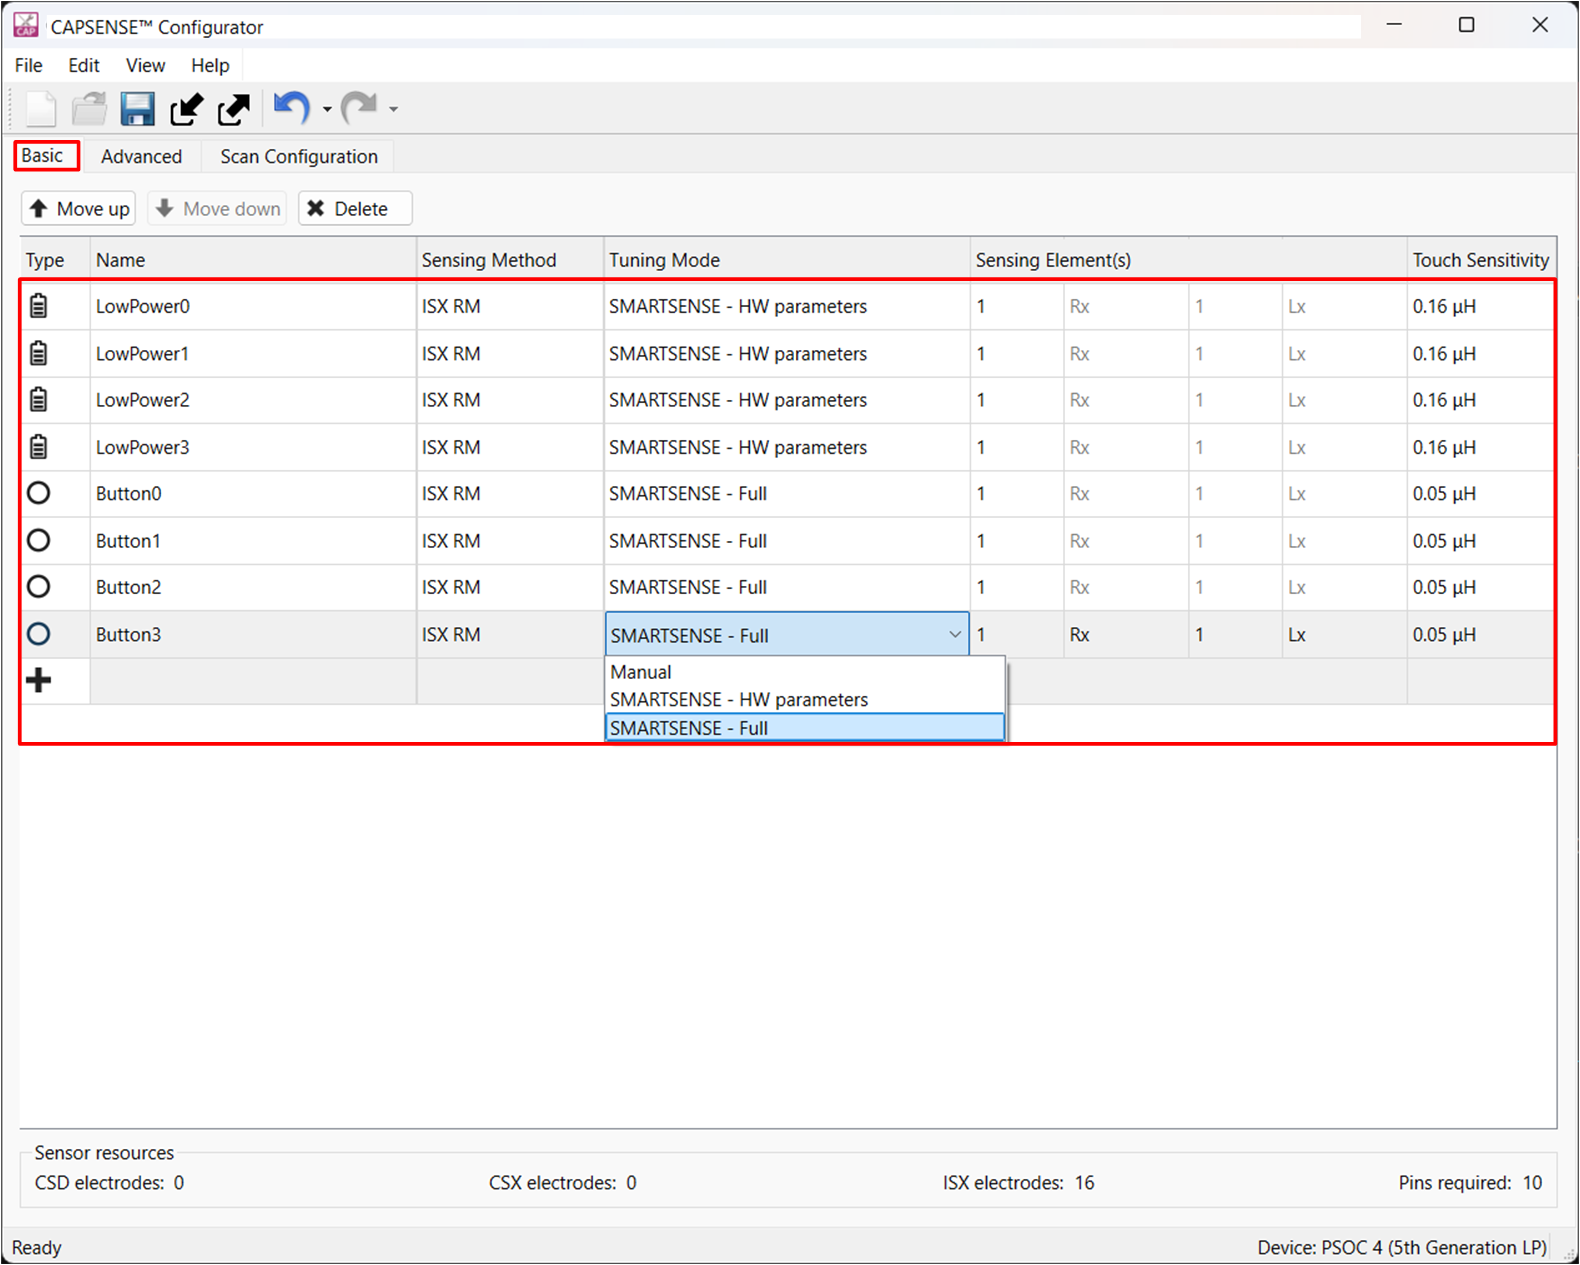 CAPSENSE™ Configurator
File Edit View Help
Basic Advanced Scan Configuration
Move up Move down Delete
Type Name Sensing Method Tuning Mode Sensing Element(s) Touch Sensitivity
LowPower0 ISX RM SMARTSENSE - HW parameters 1 Rx 1 Lx 0.16 µH
LowPower1 ISX RM SMARTSENSE - HW parameters 1 Rx 1 Lx 0.16 µH
LowPower2 ISX RM SMARTSENSE - HW parameters 1 Rx 1 Lx 0.16 µH
LowPower3 ISX RM SMARTSENSE - HW parameters 1 Rx 1 Lx 0.16 µH
Button0 ISX RM SMARTSENSE - Full 1 Rx 1 Lx 0.05 µH
Button1 ISX RM SMARTSENSE - Full 1 Rx 1 Lx 0.05 µH
Button2 ISX RM SMARTSENSE - Full 1 Rx 1 Lx 0.05 µH
Button3 ISX RM SMARTSENSE - Full 1 Rx 1 Lx 0.05 µH
Manual
SMARTSENSE - HW parameters
SMARTSENSE - Full
Sensor resources
CSD electrodes: 0 CSX electrodes: 0 ISX electrodes: 16 Pins required: 10
Ready Device: PSOC 4 (5th Generation LP)